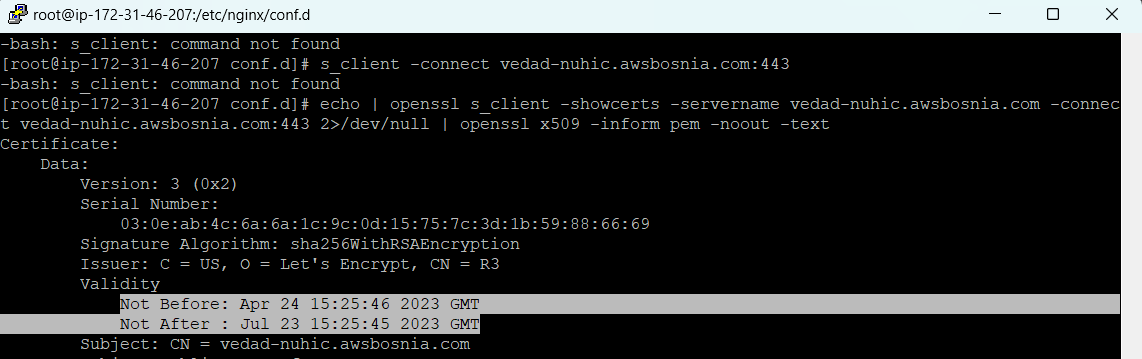 root@ip-172-31-46-207:/etc/nginx/conf.d
-bash: s_client: command not found
[root@ip-172-31-46-207 conf.d]# s_client -connect vedad-nuhic.awsbosnia.com:443
-bash: s_client: command not found
[root@ip-172-31-46-207 conf.d]# echo | openssl s_client -showcerts -servername vedad-nuhic.awsbosnia.com -connec
t vedad-nuhic.awsbosnia.com:443 2>/dev/null | openssl x509 -inform pem -noout -text
Certificate:
    Data:
        Version: 3 (0x2)
        Serial Number:
            03:0e:ab:4c:6a:6a:1c:9c:0d:15:75:7c:3d:1b:59:88:66:69
        Signature Algorithm: sha256WithRSAEncryption
        Issuer: C = US, O = Let's Encrypt, CN = R3
        Validity
            Not Before: Apr 24 15:25:46 2023 GMT
            Not After : Jul 23 15:25:45 2023 GMT
        Subject: CN = vedad-nuhic.awsbosnia.com